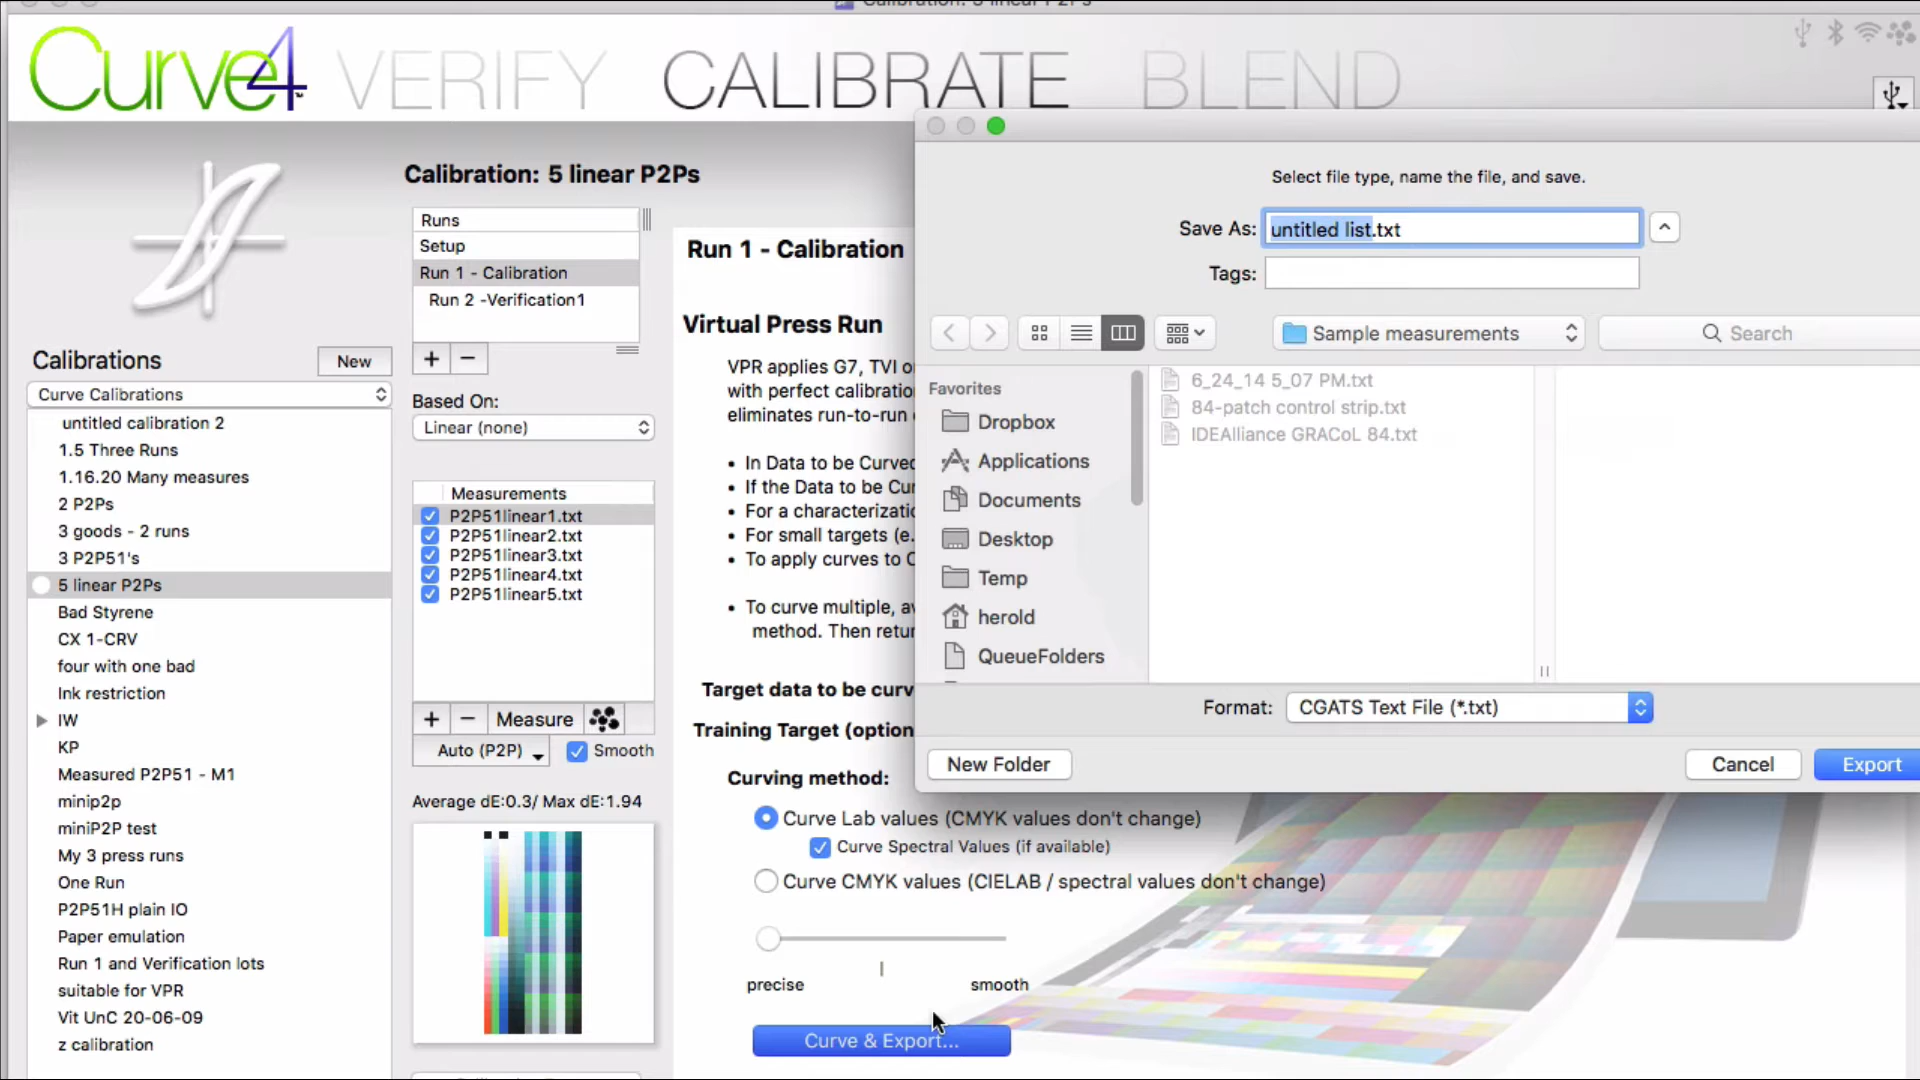 Calibration: 5 linear P2Ps
Curve4 VERIFY CALIBRATE BLEND
Calibration: 5 linear P2Ps
Runs
Setup
Run 1 - Calibration
Run 2 -Verification1
Calibrations
New
Curve Calibrations
untitled calibration 2
1.5 Three Runs
1.16.20 Many measures
2 P2Ps
3 goods - 2 runs
3 P2P51's
5 linear P2Ps
Bad Styrene
CX 1-CRV
four with one bad
Ink restriction
IW
KP
Measured P2P51 - M1
minip2p
miniP2P test
My 3 press runs
One Run
P2P51H plain IO
Paper emulation
Run 1 and Verification lots
suitable for VPR
Vit UnC 20-06-09
z calibration
+ −
Based On:
Linear (none)
Measurements
P2P51linear1.txt
P2P51linear2.txt
P2P51linear3.txt
P2P51linear4.txt
P2P51linear5.txt
+ − Measure
Auto (P2P) Smooth
Average dE:0.3/ Max dE:1.94
Run 1 - Calibration
Virtual Press Run
VPR applies G7, TVI o
with perfect calibratio
eliminates run-to-run
• In Data to be Curved
• If the Data to be Cur
• For a characterizatio
• For small targets (e.
• To apply curves to C
• To curve multiple, av
method. Then retur
Target data to be curv
Training Target (option
Curving method:
Curve Lab values (CMYK values don't change)
Curve Spectral Values (if available)
Curve CMYK values (CIELAB / spectral values don't change)
precise smooth
Curve & Export...
Select file type, name the file, and save.
Save As: untitled list.txt
Tags:
Sample measurements
Search
Favorites
Dropbox
Applications
Documents
Desktop
Temp
herold
QueueFolders
6_24_14 5_07 PM.txt
84-patch control strip.txt
IDEAlliance GRACoL 84.txt
Format: CGATS Text File (*.txt)
New Folder Cancel Export